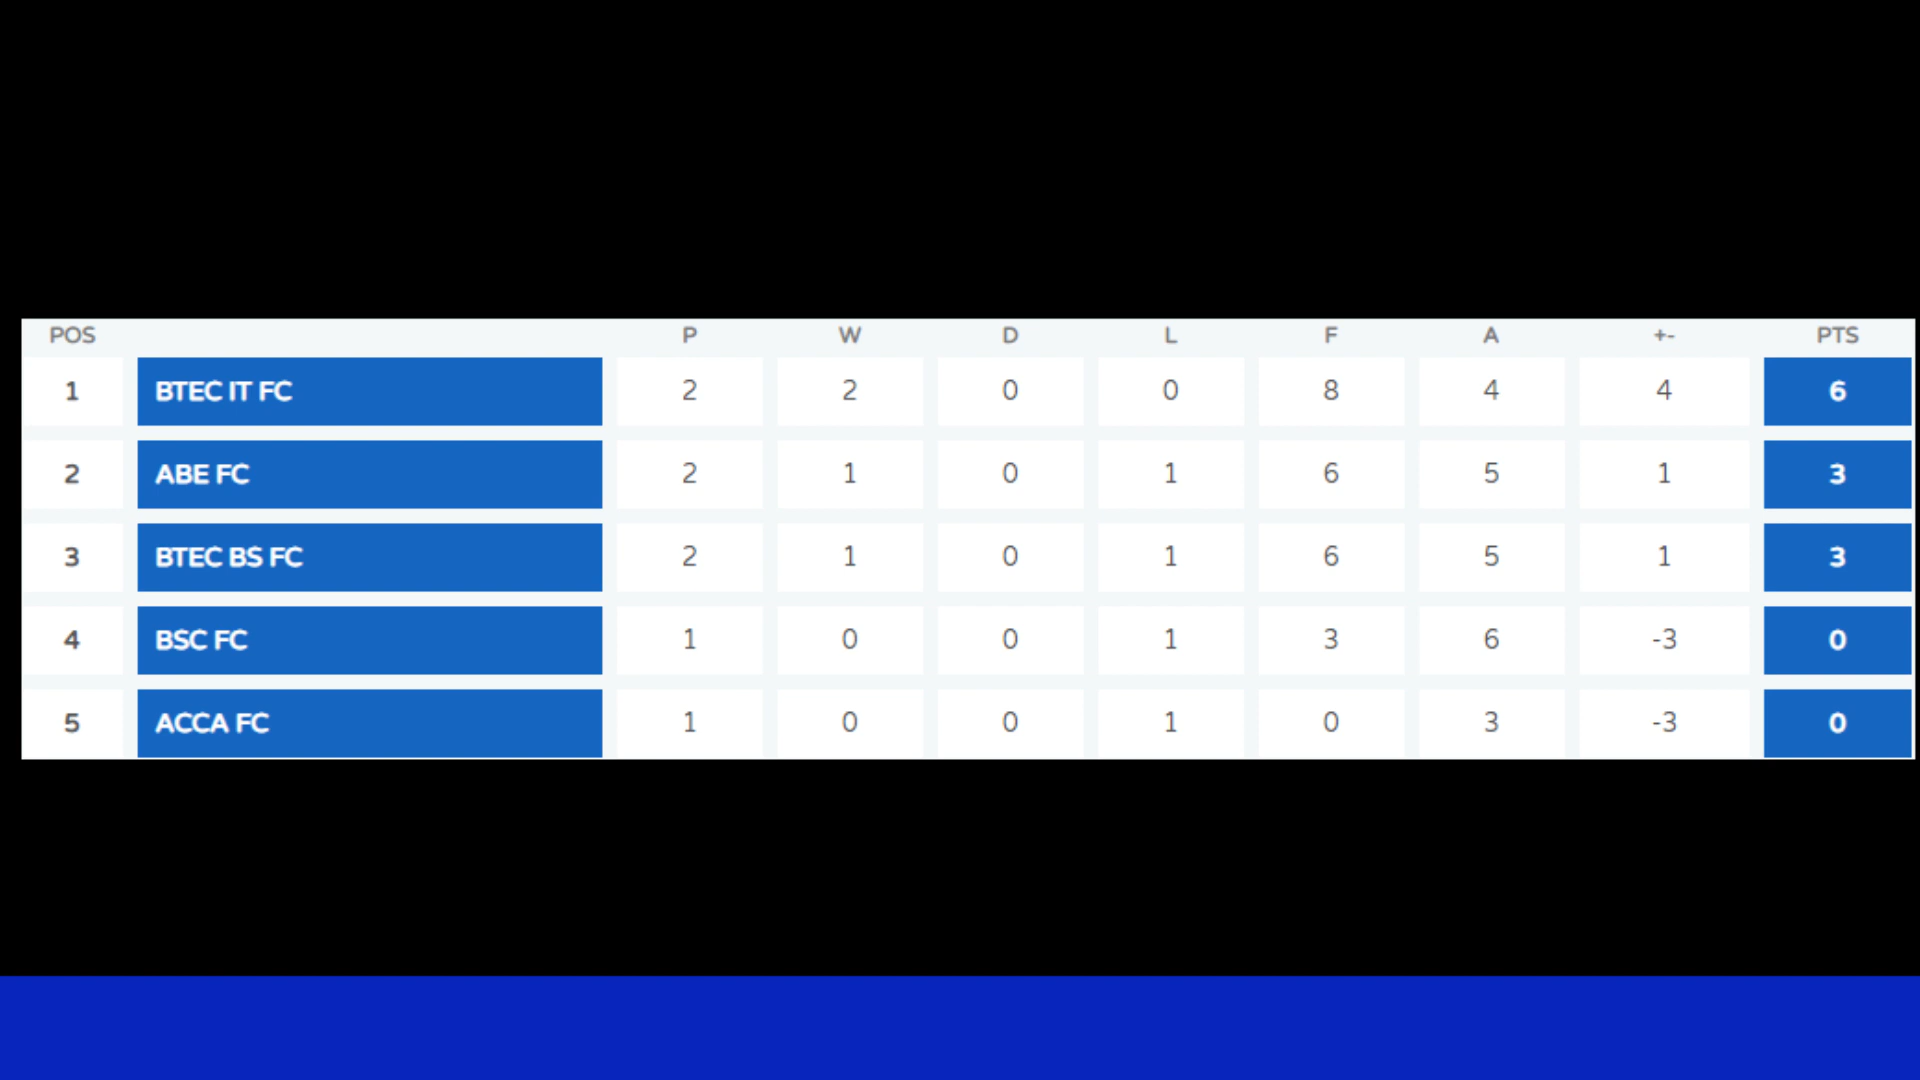 POS P W D L F A +- PTS
1 BTEC IT FC 2 2 0 0 8 4 4 6
2 ABE FC 2 1 0 1 6 5 1 3
3 BTEC BS FC 2 1 0 1 6 5 1 3
4 BSC FC 1 0 0 1 3 6 -3 0
5 ACCA FC 1 0 0 1 0 3 -3 0